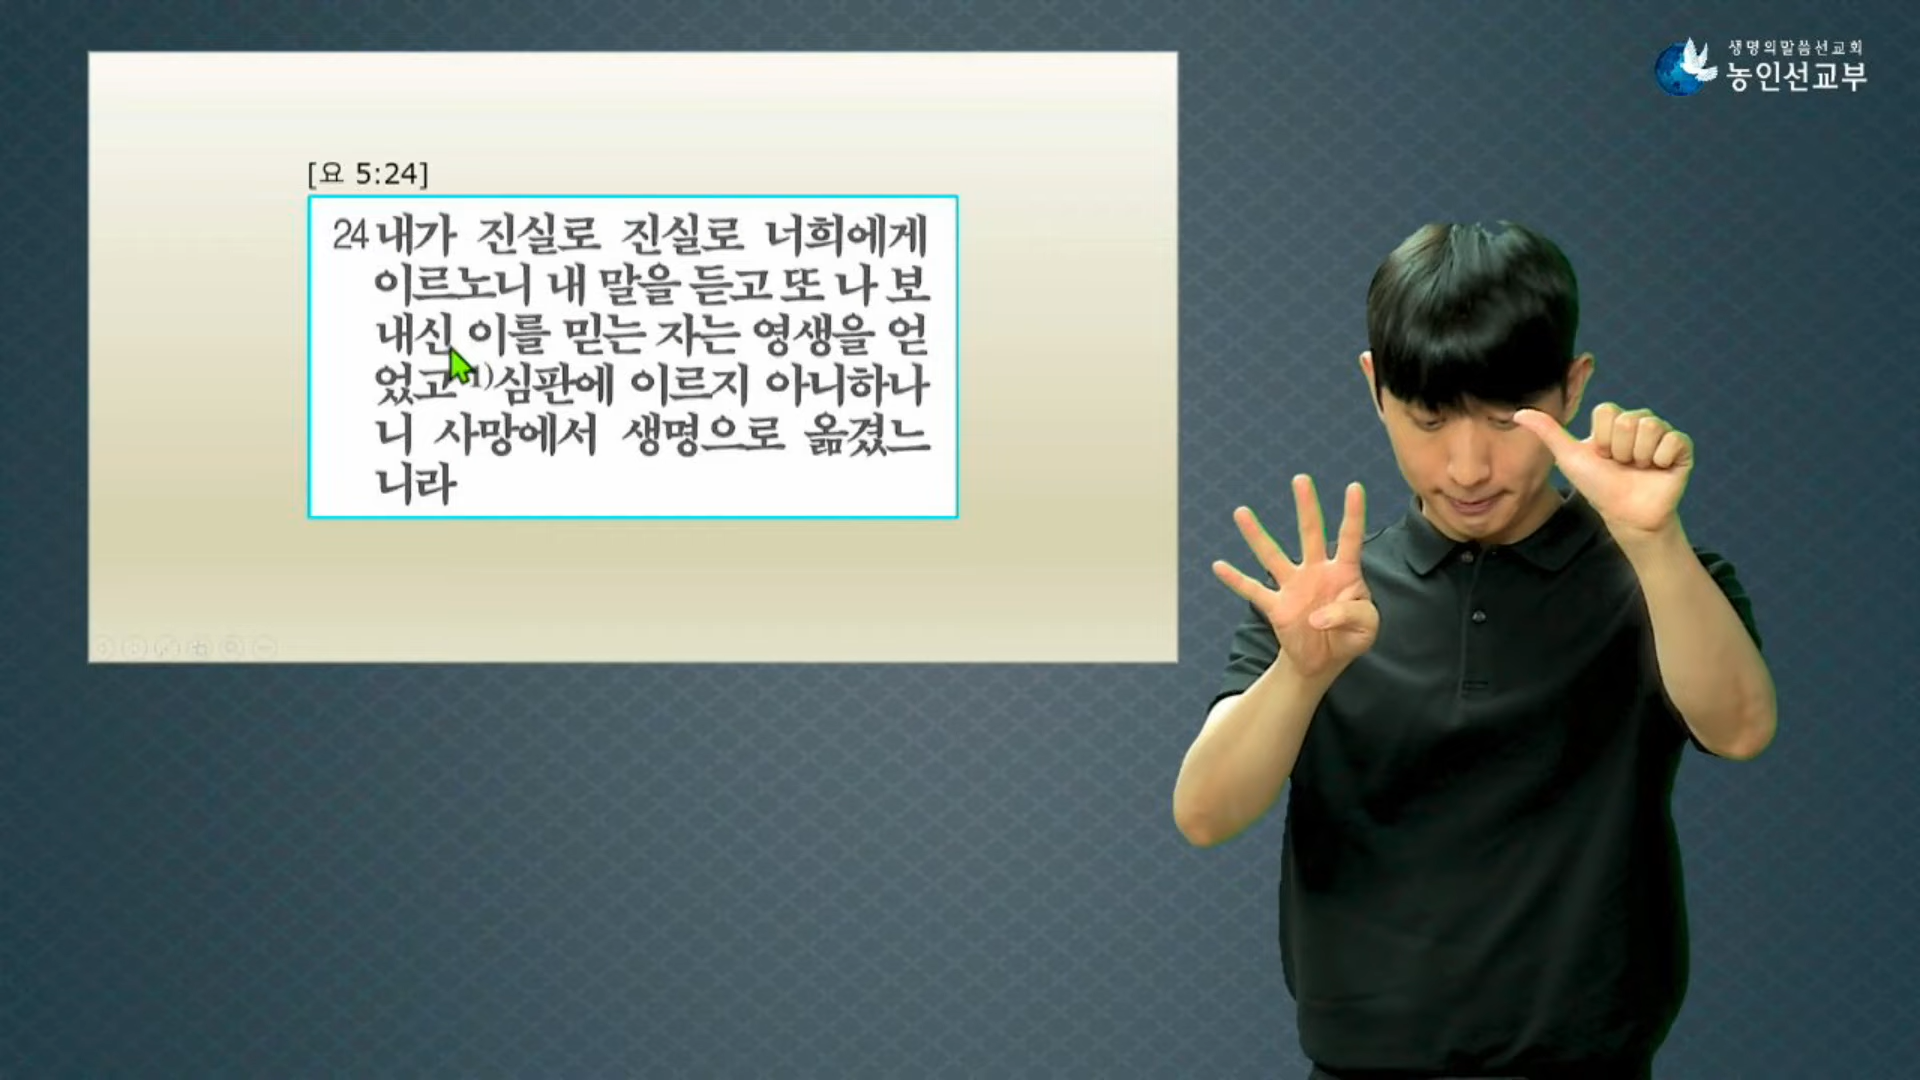 생명의말씀선교회
농인선교부
[요 5:24]
24 내가 진실로 진실로 너희에게
이르노니 내 말을 듣고 또 나 보
내신 이를 믿는 자는 영생을 얻
었고 1)심판에 이르지 아니하나
니 사망에서 생명으로 옮겼느
니라